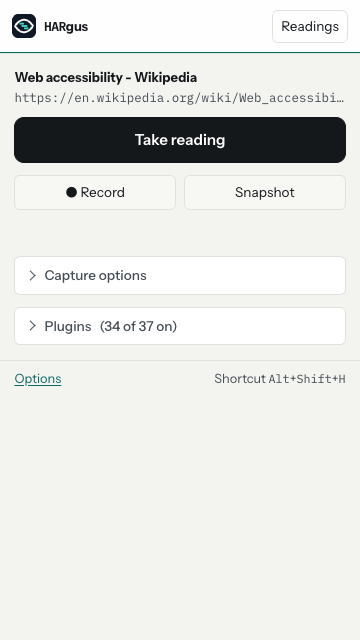 HARgus
Readings
Web accessibility - Wikipedia
https://en.wikipedia.org/wiki/Web_accessibi…
Take reading
Record
Snapshot
Capture options
Plugins (34 of 37 on)
Options
Shortcut Alt+Shift+H